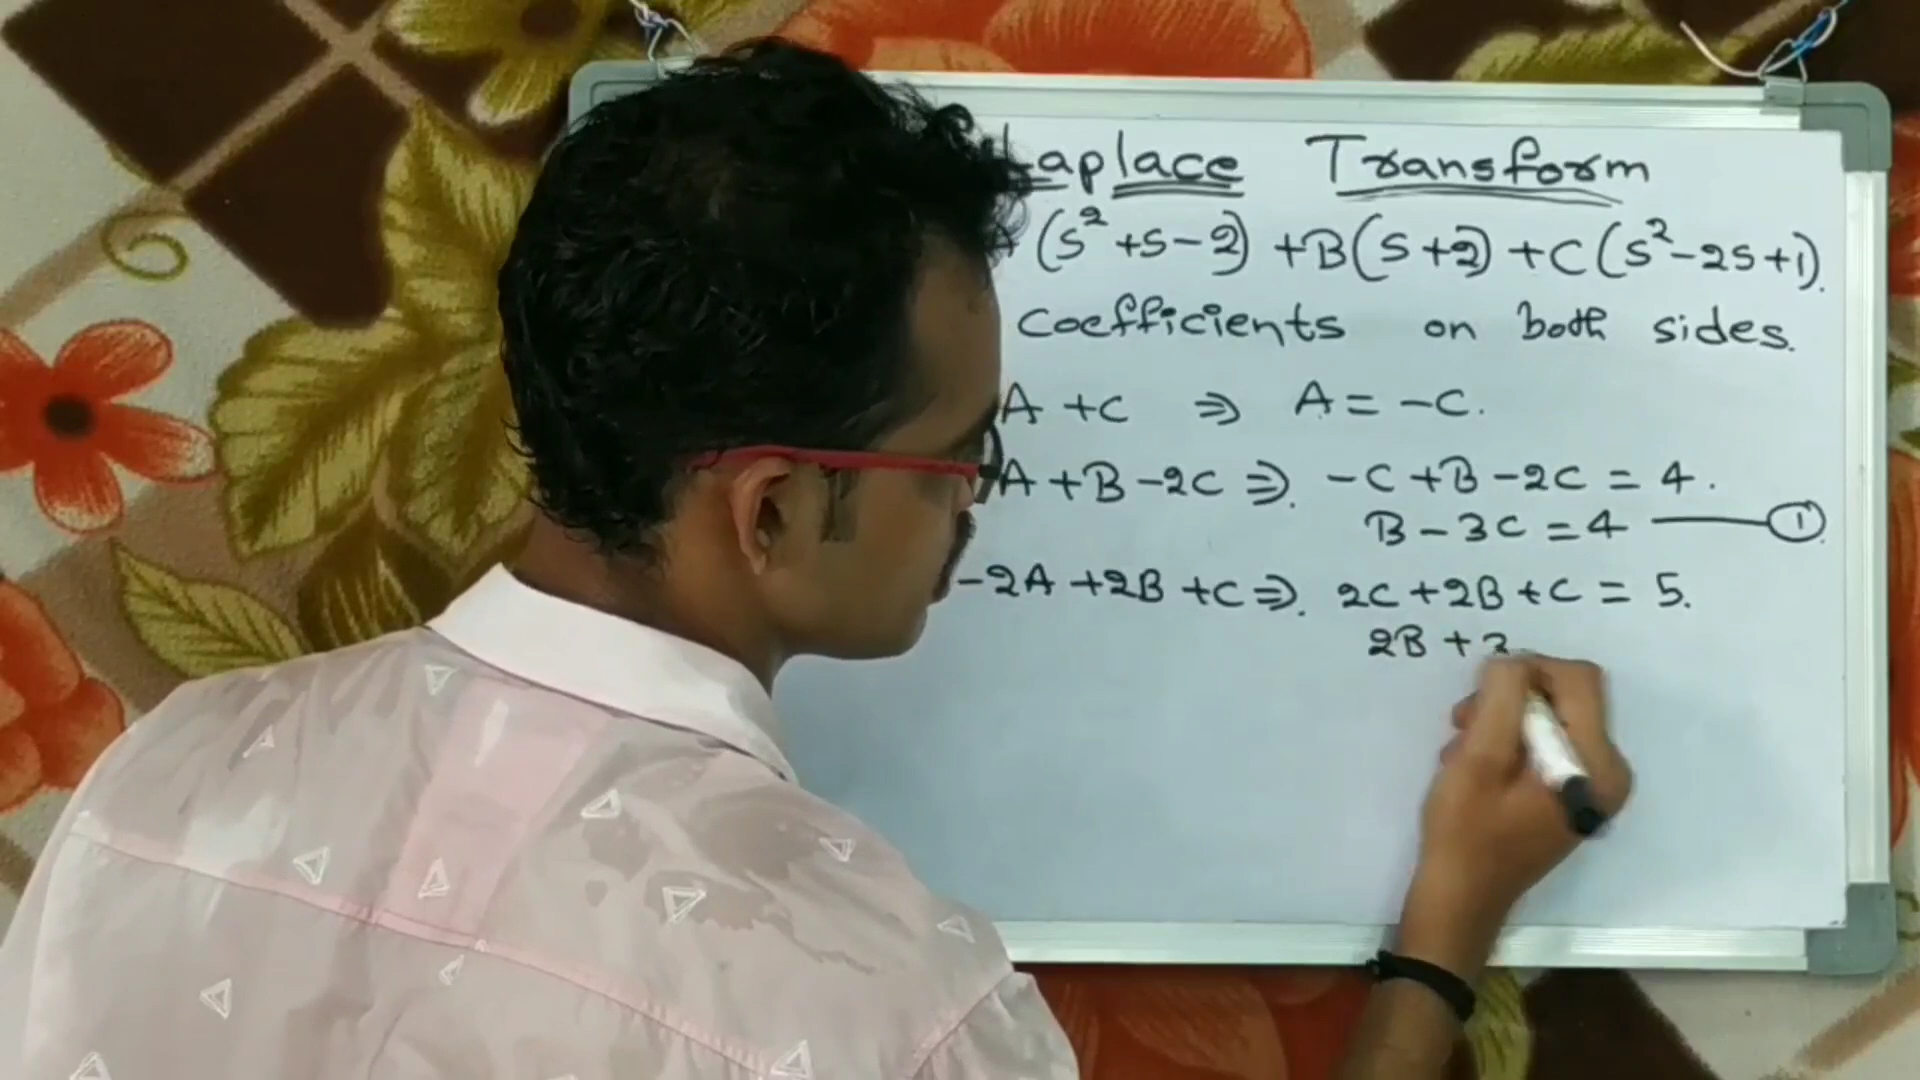 Laplace Transform
(s² + s - 2) + B(s + 2) + C(s² - 2s + 1).
coefficients on both sides.
A + C ⇒ A = -C.
A + B - 2C ⇒. -C + B - 2C = 4.
B - 3C = 4 ——— ①.
-2A + 2B + C ⇒. 2C + 2B + C = 5.
2B + 3